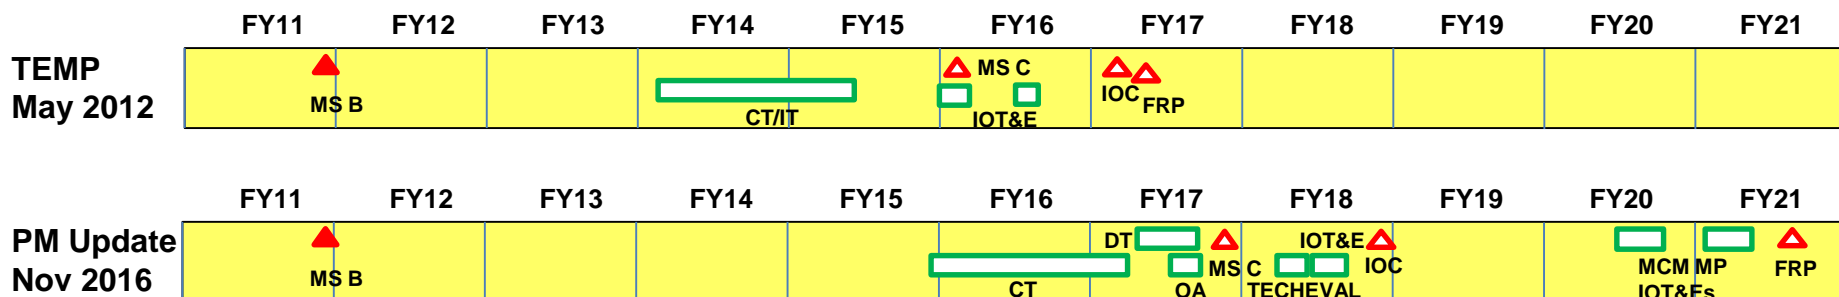 FY11 FY12 FY13 FY14 FY15 FY16 FY17 FY18 FY19 FY20 FY21
TEMP
May 2012
MS B
CT/IT
MS C
IOT&E
IOC
FRP
FY11 FY12 FY13 FY14 FY15 FY16 FY17 FY18 FY19 FY20 FY21
PM Update
Nov 2016
MS B
CT
DT
OA
MS C
TECHEVAL
IOT&E
IOC
MCM MP
IOT&Es
FRP